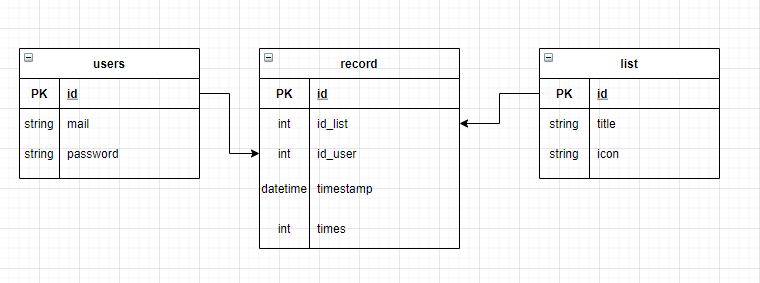 users
PK id
string mail
string password
record
PK id
int id_list
int id_user
datetime timestamp
int times
list
PK id
string title
string icon